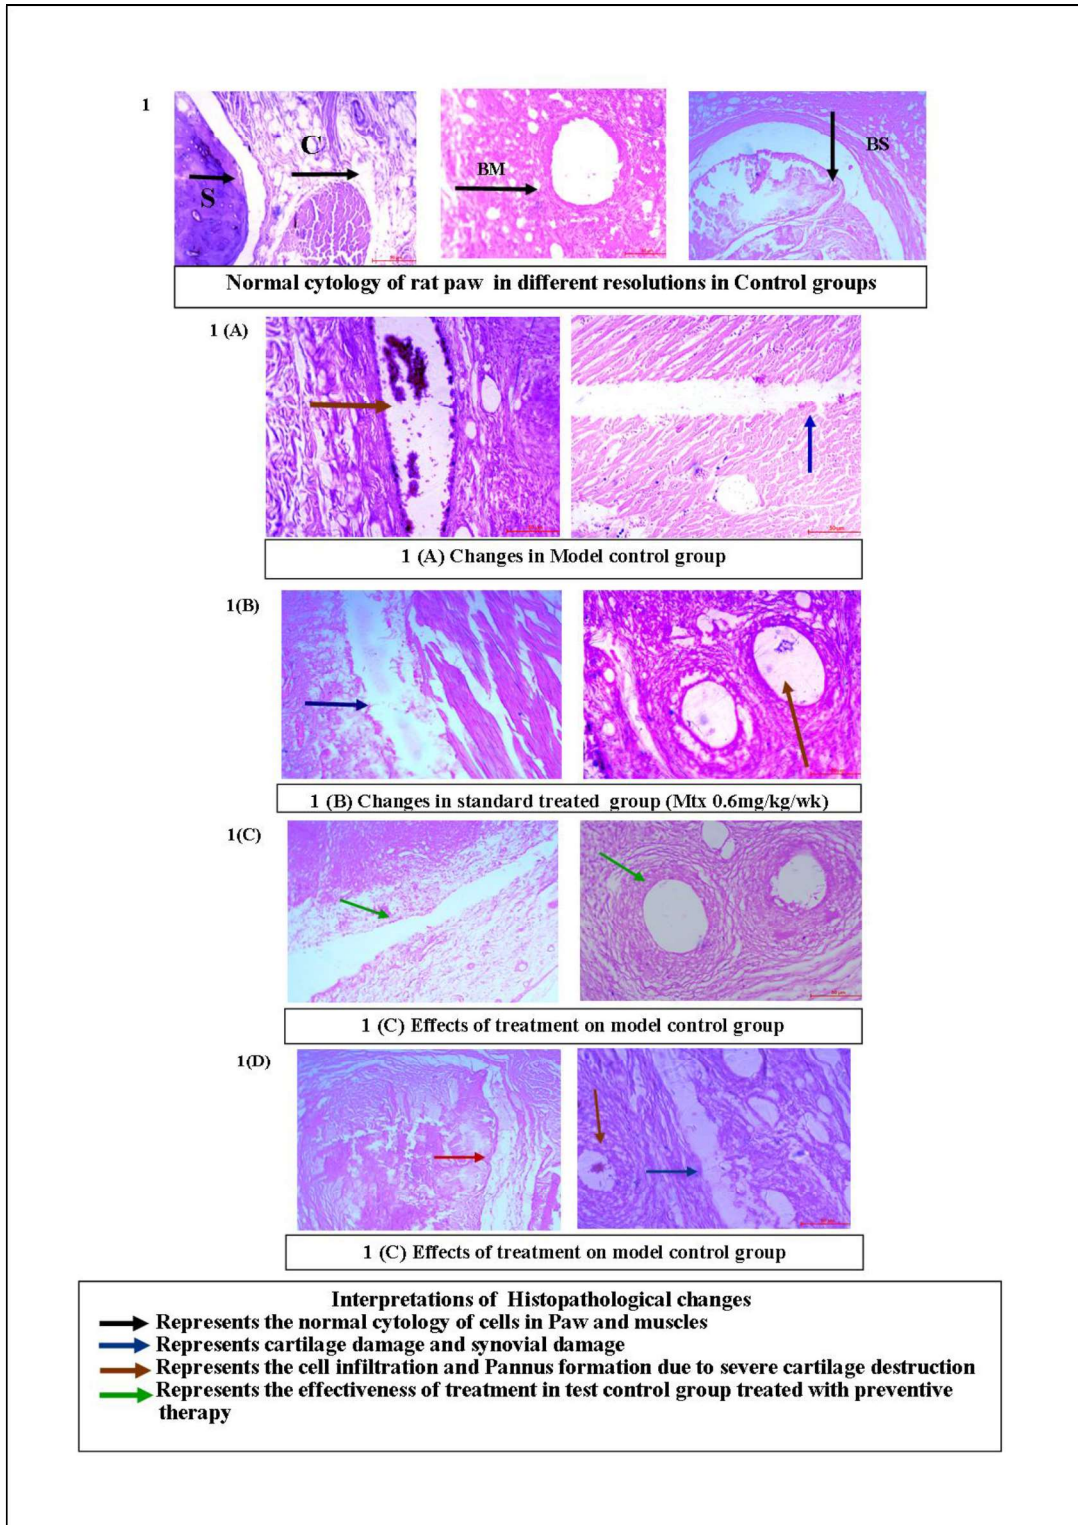 1
C
S
BM
BS
Normal cytology of rat paw in different resolutions in Control groups
1 (A)
50µm
1 (A) Changes in Model control group
1(B)
1 (B) Changes in standard treated group (Mtx 0.6mg/kg/wk)
1(C)
1 (C) Effects of treatment on model control group
1(D)
1 (C) Effects of treatment on model control group
Interpretations of Histopathological changes
Represents the normal cytology of cells in Paw and muscles
Represents cartilage damage and synovial damage
Represents the cell infiltration and Pannus formation due to severe cartilage destruction
Represents the effectiveness of treatment in test control group treated with preventive
therapy